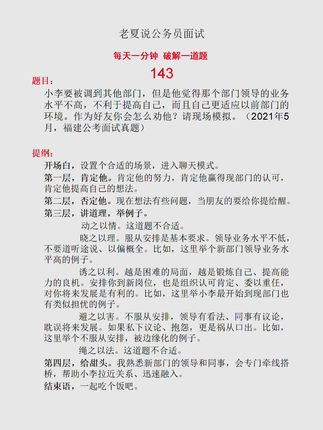 老夏说公务员面试
每天一分钟 破解一道题
143
题目：
小李要被调到其他部门，但是他觉得那个部门领导的业务
水平不高，不利于提高自己，而且自己更适应以前部门的
环境。作为好友你会怎么劝他？请现场模拟。（2021年5
月，福建公考面试真题）
提纲：
开场白，设置个合适的场景，进入聊天模式。
第一层，肯定他。肯定他的努力，肯定他赢得现部门的认可，
肯定他提高自己的想法。
第二层，否定他。现在想法有些问题，当朋友的要给你提给醒。
第三层，讲道理，举例子。
动之以情。这道题不合适。
晓之以理。服从安排是基本要求。领导业务水平不低，
不要道听途说、以偏全全。比如，这里举个新部门领导业务水
平高的例子。
诱之以利。越是困难的局面，越是锻炼自己、提高能
力的良机。安排你到新岗位，也是组织认可肯定、委以重任，
对你将来发展是有利的。比如，这里举小李最开始到现部门也
有类似担忧的例子。
避之以害。不服从安排，领导有看法、同事有议论，
耽误将来发展。如果私下议论、抱怨，更是祸从口出。比如，
这里举个不服从安排，被边缘化的例子。
绳之以法。这道题不合适。
第四层，给甜头。我熟悉新部门的领导和同事，会专门牵线搭
桥，帮助小李拉近关系、迅速融入。
结束语，一起吃个饭吧。